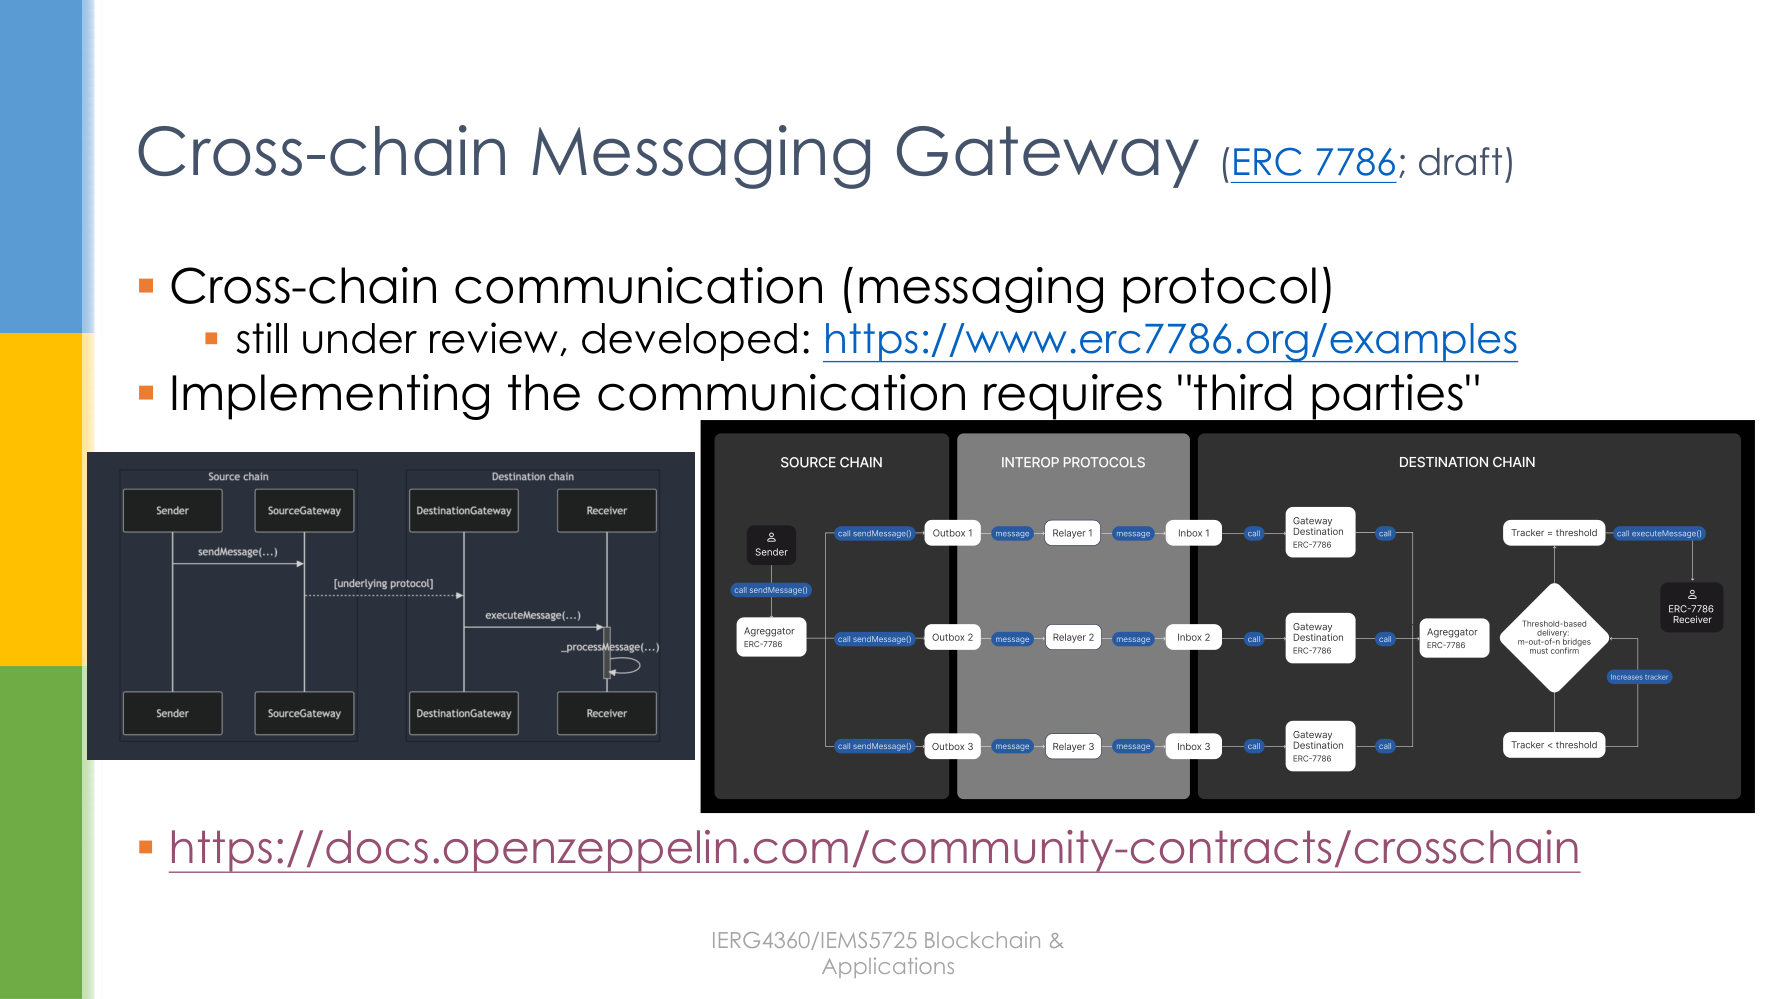 Cross-chain Messaging Gateway (ERC 7786; draft)
Cross-chain communication (messaging protocol)
still under review, developed: https://www.erc7786.org/examples
Implementing the communication requires "third parties"
Source chain
Destination chain
Sender
SourceGateway
DestinationGateway
Receiver
sendMessage(...)
[underlying protocol]
executeMessage(...)
_processMessage(...)
Sender
SourceGateway
DestinationGateway
Receiver
SOURCE CHAIN
INTEROP PROTOCOLS
DESTINATION CHAIN
Sender
call sendMessage()
Agreggator
ERC-7786
call sendMessage()
Outbox 1
message
Relayer 1
message
Inbox 1
call
Gateway
Destination
ERC-7786
call
call sendMessage()
Outbox 2
message
Relayer 2
message
Inbox 2
call
Gateway
Destination
ERC-7786
call
call sendMessage()
Outbox 3
message
Relayer 3
message
Inbox 3
call
Gateway
Destination
ERC-7786
call
Agreggator
ERC-7786
Tracker = threshold
call executeMessage()
ERC-7786
Receiver
Threshold-based
delivery:
m-out-of-n bridges
must confirm
Increases tracker
Tracker < threshold
https://docs.openzeppelin.com/community-contracts/crosschain
IERG4360/IEMS5725 Blockchain &
Applications